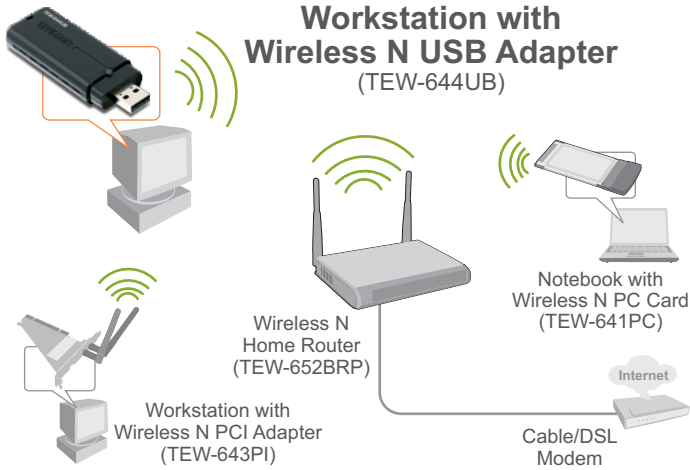 Workstation with
Wireless N USB Adapter
(TEW-644UB)
Notebook with
Wireless N PC Card
(TEW-641PC)
Wireless N
Home Router
(TEW-652BRP)
Internet
Workstation with
Wireless N PCI Adapter
(TEW-643PI)
Cable/DSL
Modem